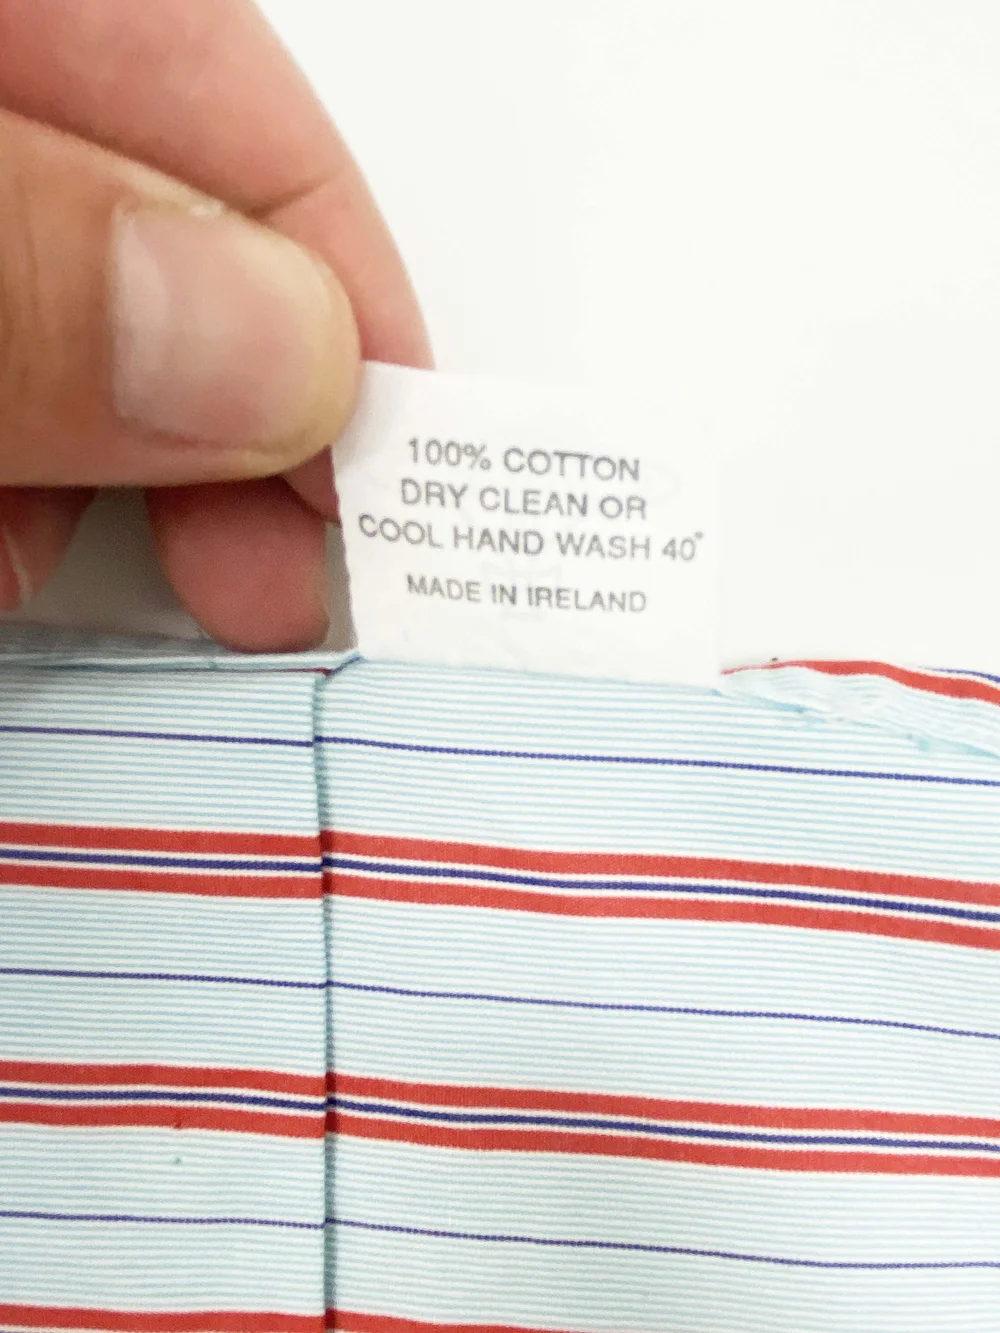 100% COTTON
DRY CLEAN OR
COOL HAND WASH 40°
MADE IN IRELAND